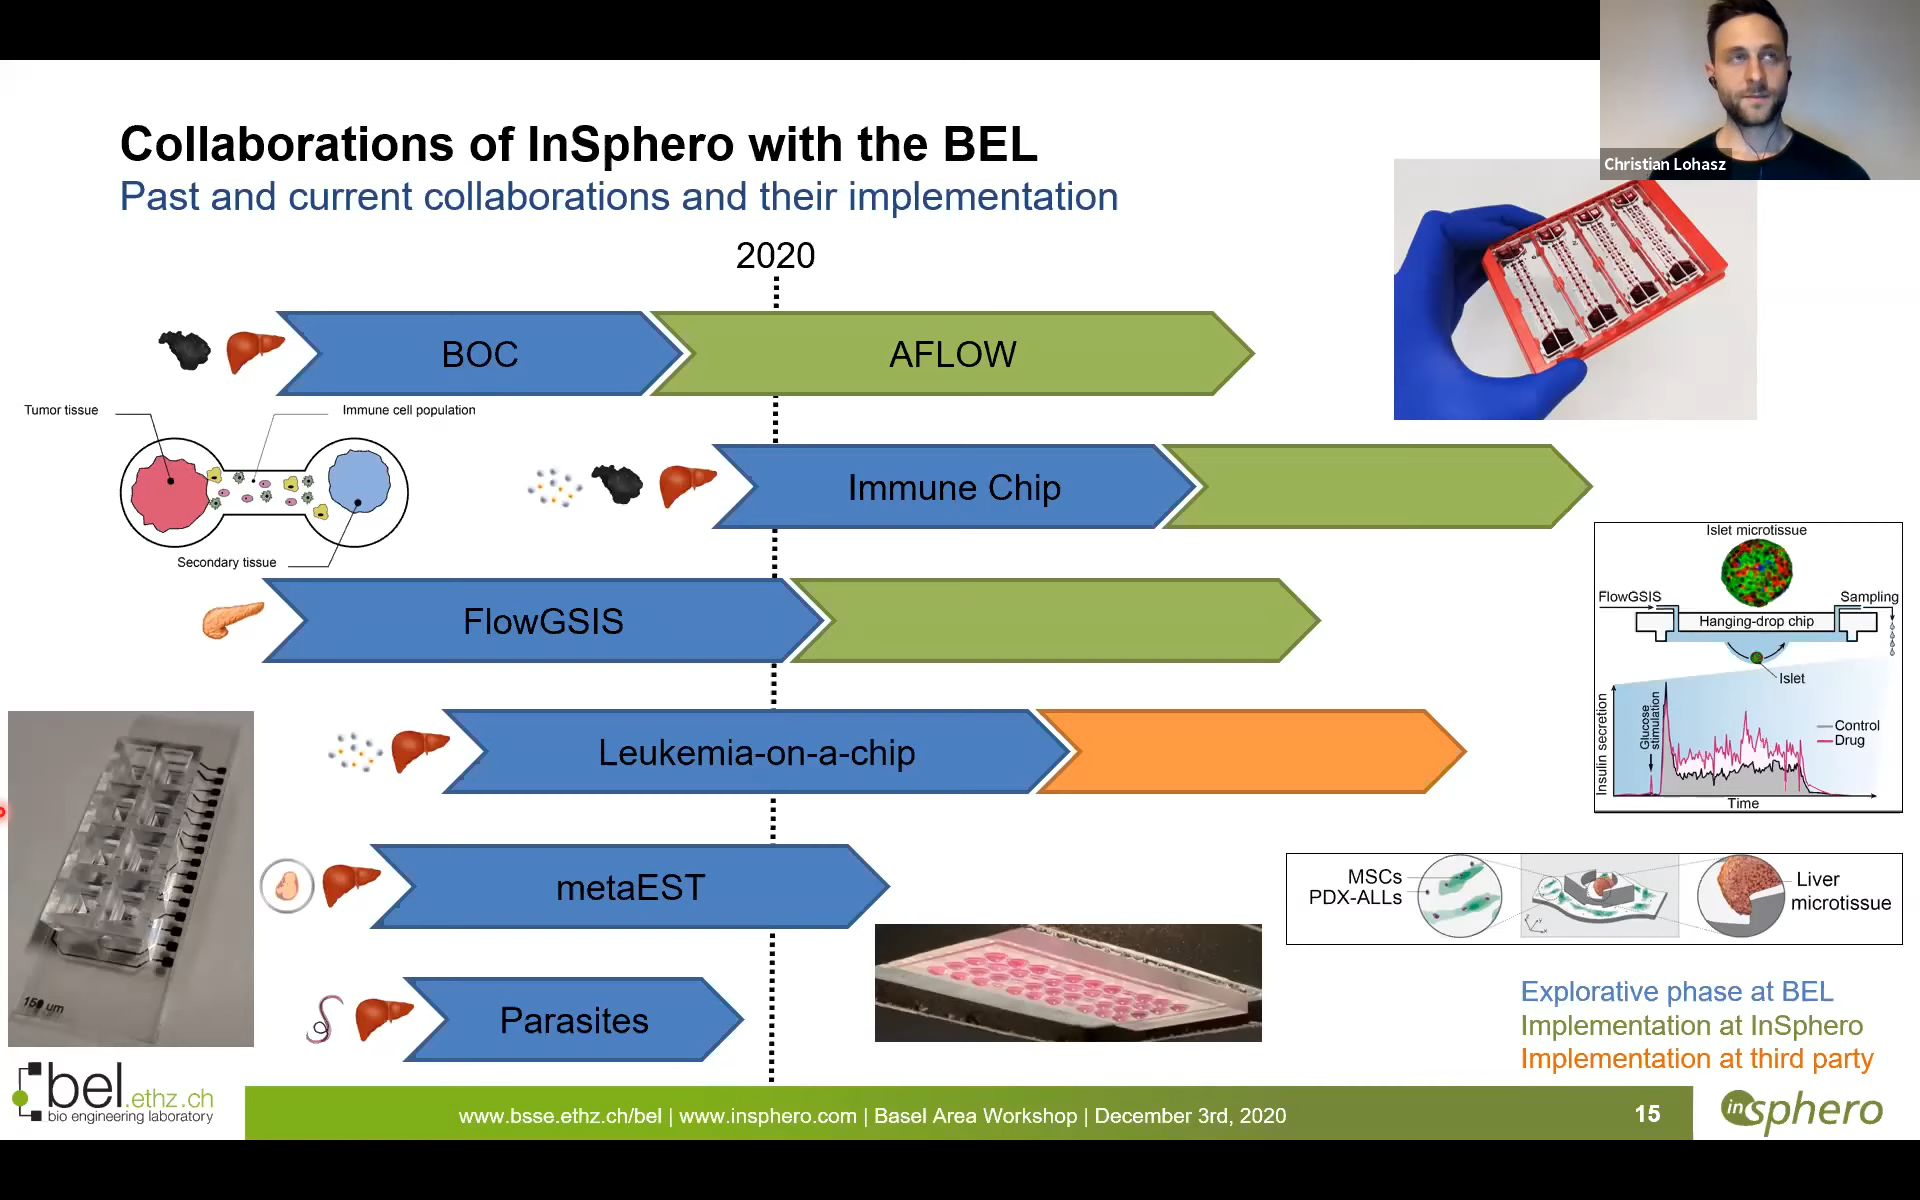 Christian Lohasz
Collaborations of InSphero with the BEL
Past and current collaborations and their implementation
2020
BOC
AFLOW
Tumor tissue
Immune cell population
Secondary tissue
Immune Chip
FlowGSIS
Leukemia-on-a-chip
metaEST
Parasites
Islet microtissue
FlowGSIS
Sampling
Hanging-drop chip
Islet
Insulin secretion
Glucose
stimulation
Control
Drug
Time
MSCs
PDX-ALLs
Liver
microtissue
150 um
Explorative phase at BEL
Implementation at InSphero
Implementation at third party
bel.ethz.ch
bio engineering laboratory
www.bsse.ethz.ch/bel | www.insphero.com | Basel Area Workshop | December 3rd, 2020
15
insphero